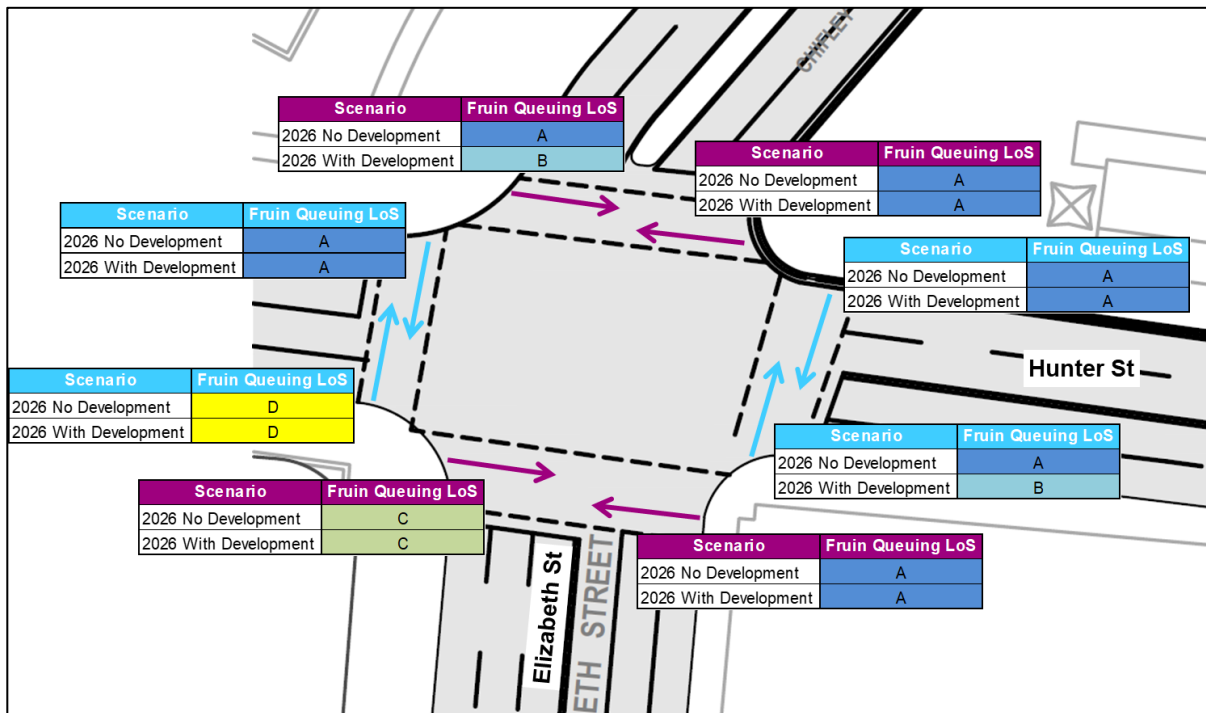 CHIFLEY
Scenario Fruin Queuing LoS
2026 No Development A
2026 With Development B
Scenario Fruin Queuing LoS
2026 No Development A
2026 With Development A
Scenario Fruin Queuing LoS
2026 No Development A
2026 With Development A
Scenario Fruin Queuing LoS
2026 No Development A
2026 With Development A
Hunter St
Scenario Fruin Queuing LoS
2026 No Development D
2026 With Development D
Scenario Fruin Queuing LoS
2026 No Development A
2026 With Development B
Scenario Fruin Queuing LoS
2026 No Development C
2026 With Development C
Scenario Fruin Queuing LoS
2026 No Development A
2026 With Development A
Elizabeth St
ETH STREET